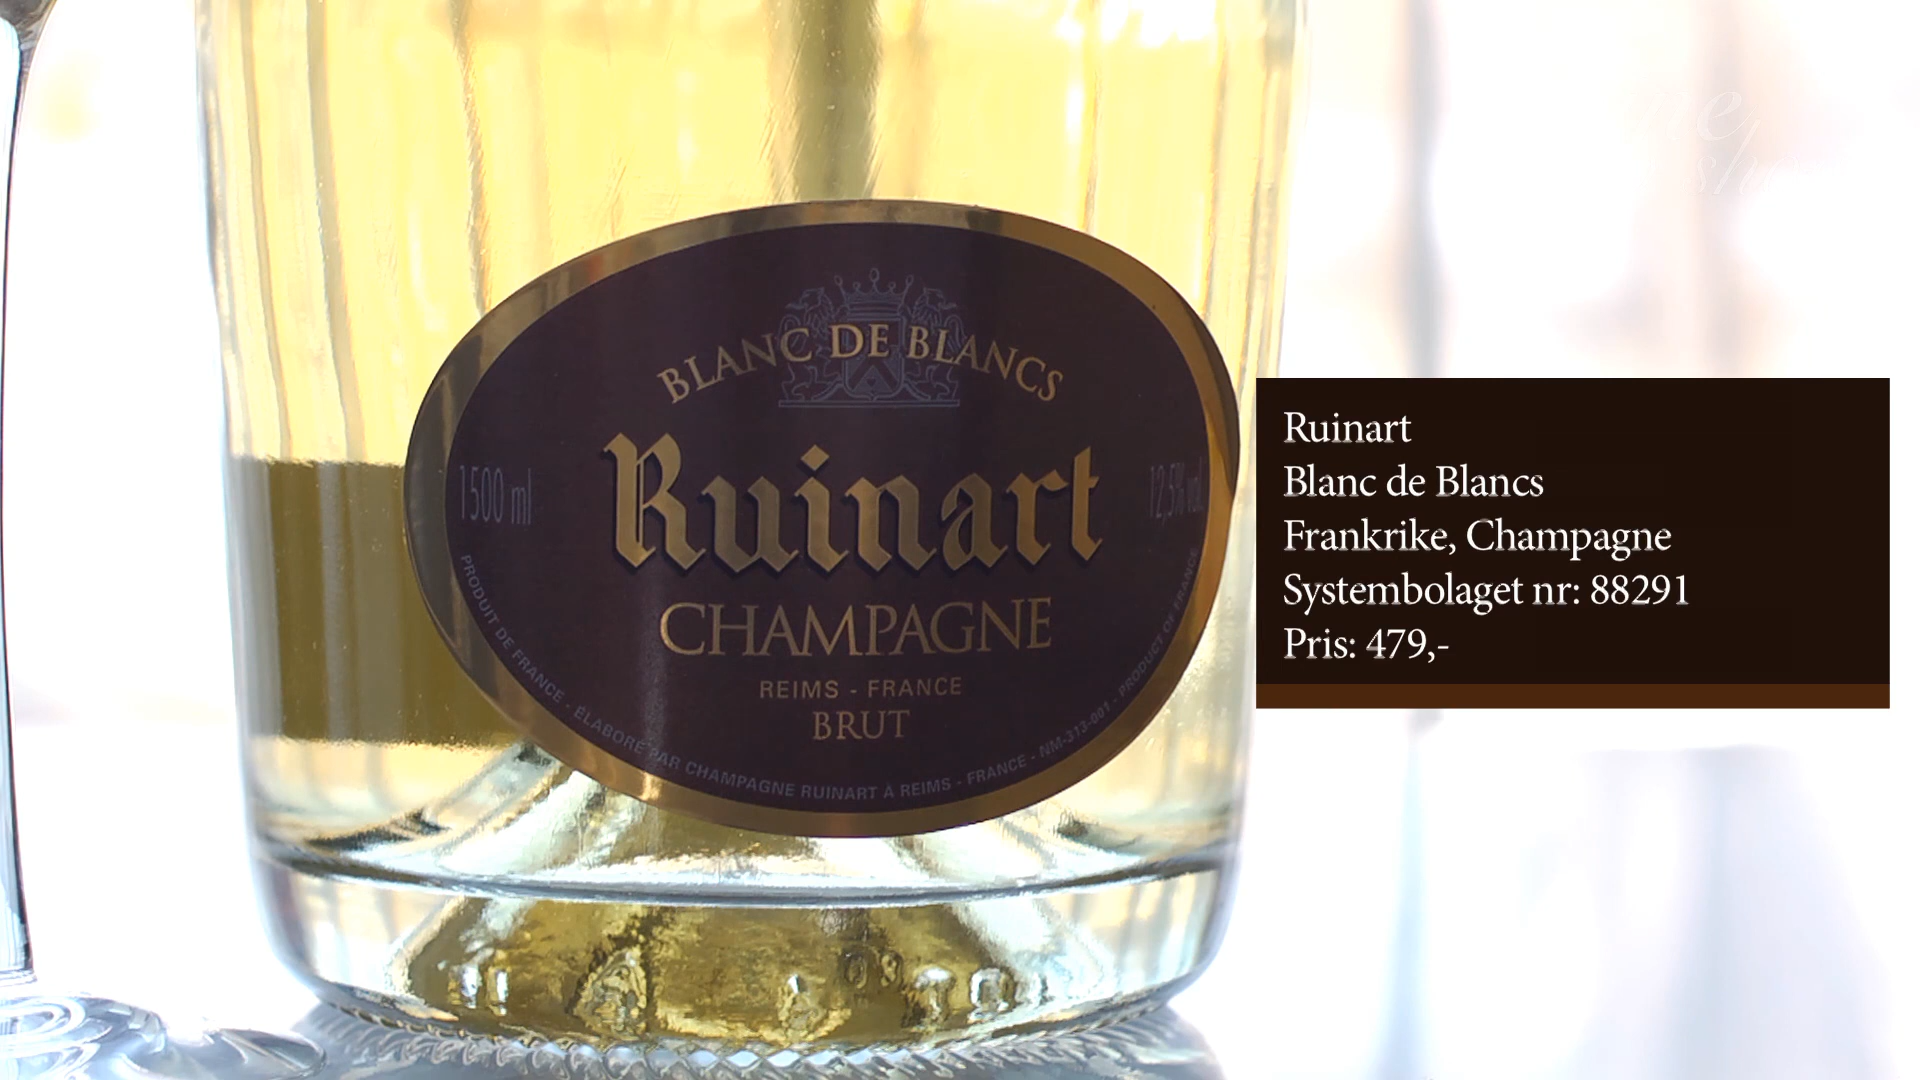 BLANC DE BLANCS
Ruinart
1500 ml
12,5% vol
CHAMPAGNE
REIMS - FRANCE
BRUT
PRODUIT DE FRANCE - ÉLABORÉ PAR CHAMPAGNE RUINART À REIMS - FRANCE - NM-313-001 - PRODUCT OF FRANCE
Ruinart
Blanc de Blancs
Frankrike, Champagne
Systembolaget nr: 88291
Pris: 479,-